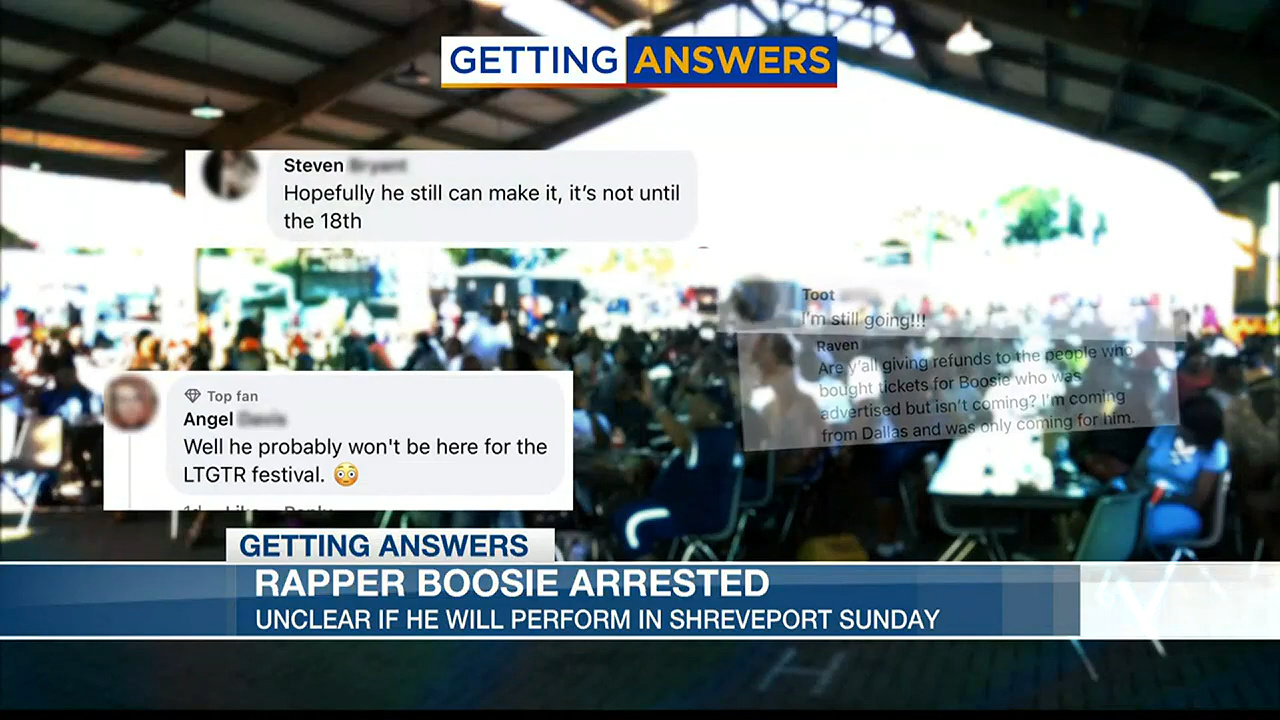 GETTING ANSWERS
Steven
Hopefully he still can make it, it's not until
the 18th
Toot
I'm still going!!!
Raven
Are y'all giving refunds to the people who
bought tickets for Boosie who was
advertised but isn't coming? I'm coming
from Dallas and was only coming for him.
Top fan
Angel
Well he probably won't be here for the
LTGTR festival. 😳
GETTING ANSWERS
RAPPER BOOSIE ARRESTED
UNCLEAR IF HE WILL PERFORM IN SHREVEPORT SUNDAY